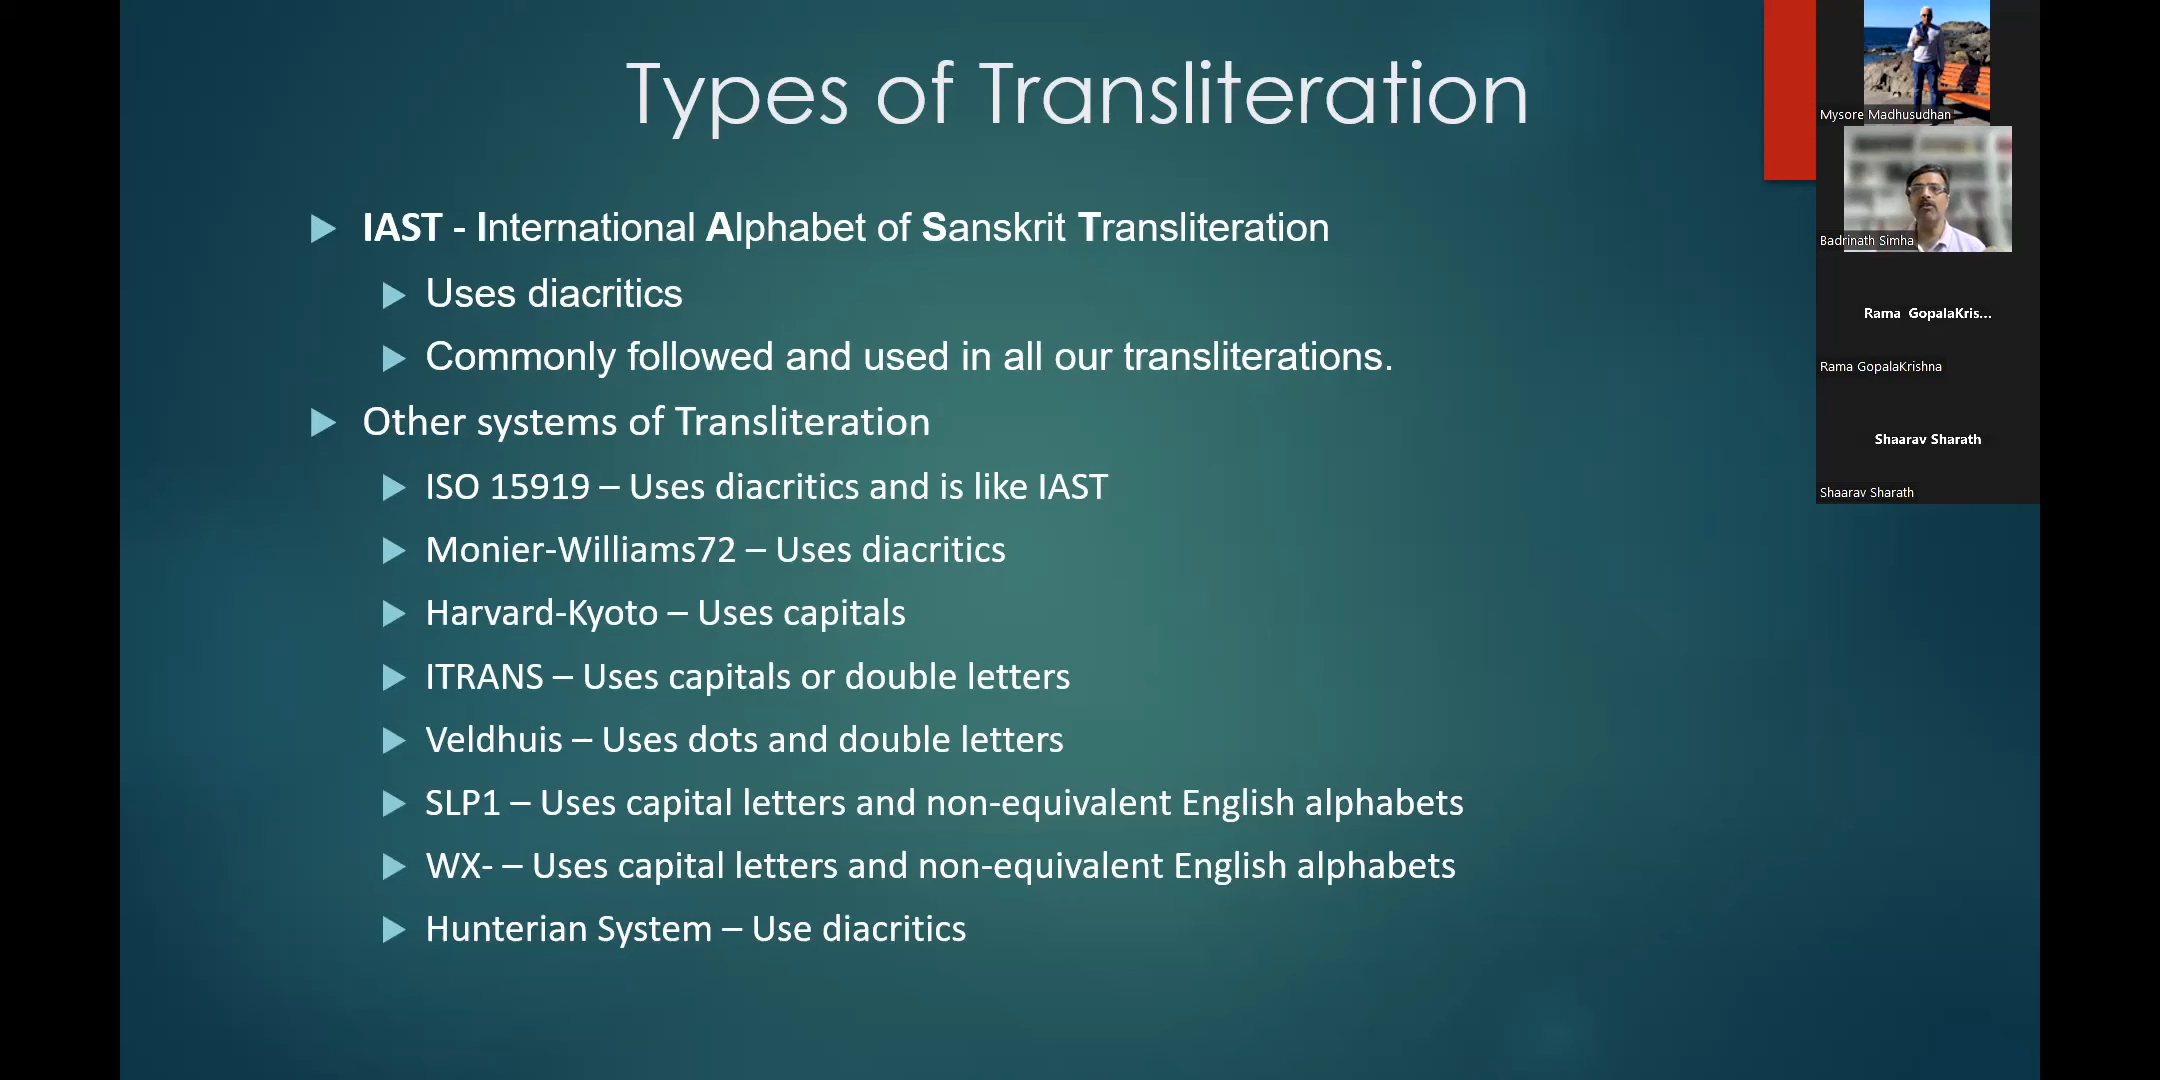 Types of Transliteration
IAST - International Alphabet of Sanskrit Transliteration
Uses diacritics
Commonly followed and used in all our transliterations.
Other systems of Transliteration
ISO 15919 – Uses diacritics and is like IAST
Monier-Williams72 – Uses diacritics
Harvard-Kyoto – Uses capitals
ITRANS – Uses capitals or double letters
Veldhuis – Uses dots and double letters
SLP1 – Uses capital letters and non-equivalent English alphabets
WX- – Uses capital letters and non-equivalent English alphabets
Hunterian System – Use diacritics
Mysore Madhusudhan
Badrinath Simha
Rama GopalaKris...
Rama GopalaKrishna
Shaarav Sharath
Shaarav Sharath